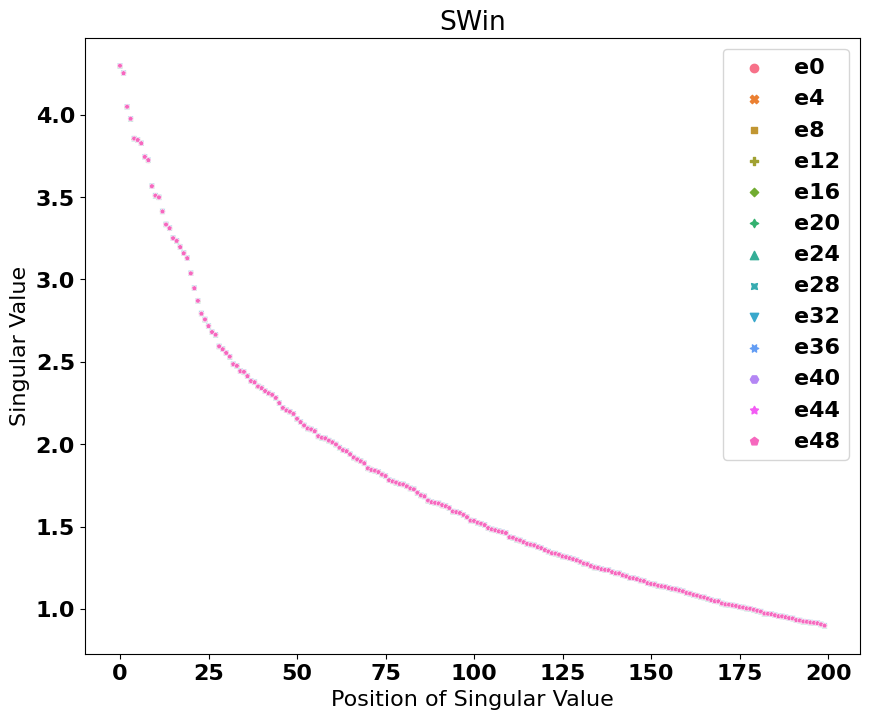 SWin
e0
e4
e8
e12
e16
e20
e24
e28
e32
e36
e40
e44
e48
4.0
3.5
3.0
2.5
2.0
1.5
1.0
Singular Value
0 25 50 75 100 125 150 175 200
Position of Singular Value